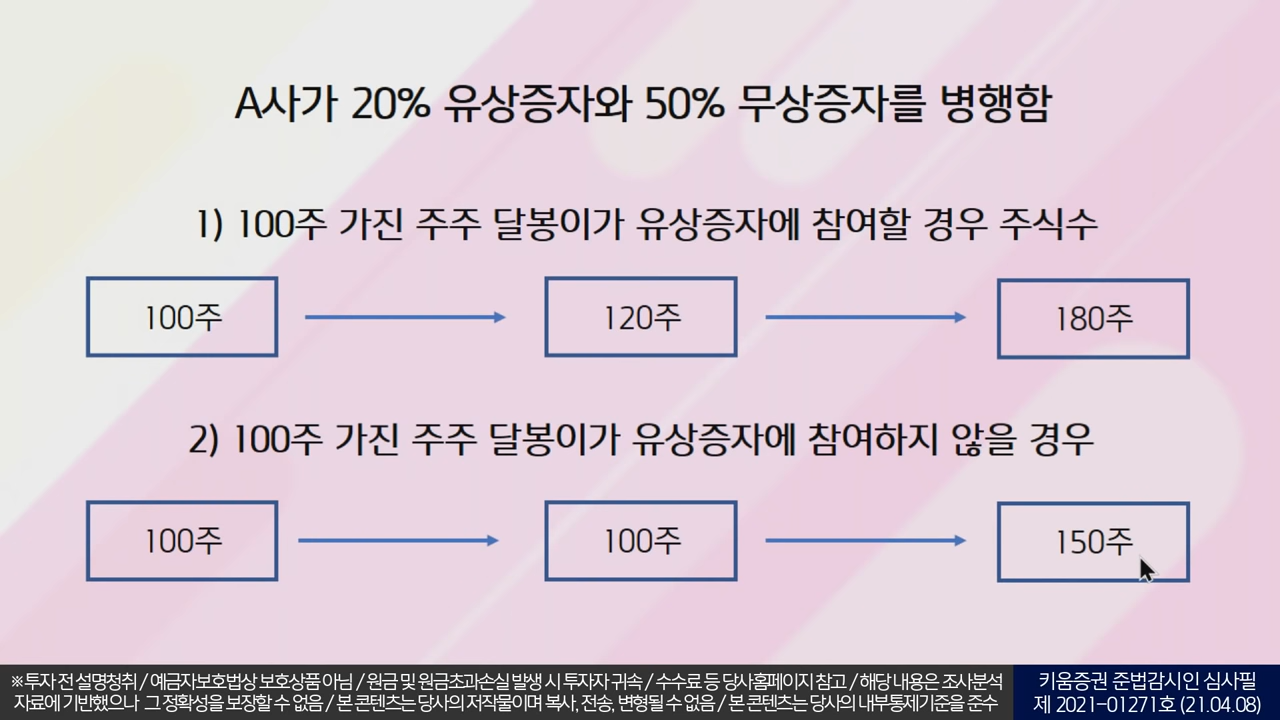 A사가 20% 유상증자와 50% 무상증자를 병행함
1) 100주 가진 주주 달봉이가 유상증자에 참여할 경우 주식수
100주 120주 180주
2) 100주 가진 주주 달봉이가 유상증자에 참여하지 않을 경우
100주 100주 150주
※투자 전 설명청취 / 예금자보호법상 보호상품 아님 / 원금 및 원금초과손실 발생 시 투자자 귀속 / 수수료 등 당사홈페이지 참고 / 해당 내용은 조사분석
자료에 기반했으나 그 정확성을 보장할 수 없음 / 본 콘텐츠는 당사의 저작물이며 복사, 전송, 변형될 수 없음 / 본 콘텐츠는 당사의 내부통제기준을 준수
키움증권 준법감시인 심사필
제 2021-01271호 (21.04.08)